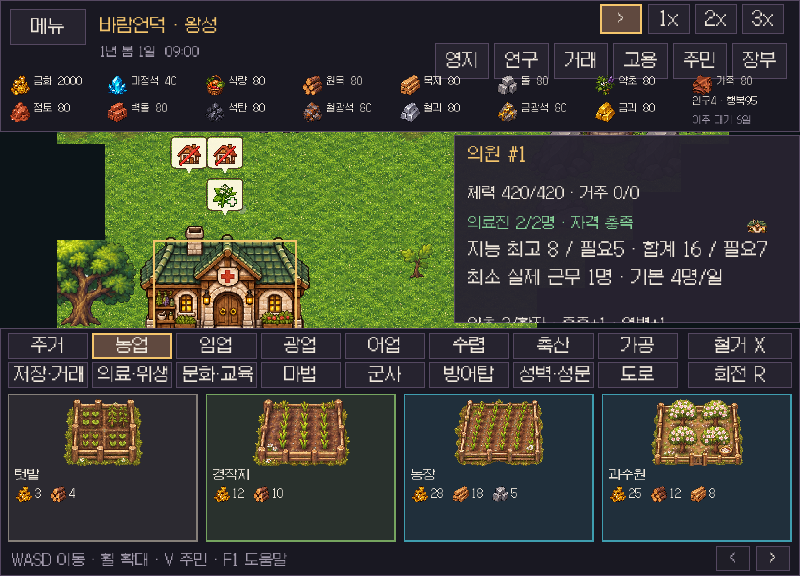 메뉴
바람언덕 · 왕성
1년 봄 1일 09:00
> 1x 2x 3x
영지 연구 거래 고용 주민 장부
금화 2000 마정석 40 식량 80 원목 80 목재 80 돌 80 약초 80 가죽 80
점토 80 벽돌 80 석탄 80 철광석 60 철괴 80 금광석 60 금괴 80 인구4 · 행복95
이주 대기 6일
의원 #1
체력 420/420 · 거주 0/0
의료진 2/2명 · 자격 충족
지능 최고 8 / 필요5 · 합계 16 / 필요7
최소 실제 근무 1명 · 기본 4명/일
주거 농업 임업 광업 어업 수렵 축산 가공 철거 X
저장·거래 의료·위생 문화·교육 마법 군사 방어탑 성벽·성문 도로 회전 R
텃밭
3 4
경작지
12 10
농장
28 18 5
과수원
25 12 8
WASD 이동 · 휠 확대 · V 주민 · F1 도움말
< >